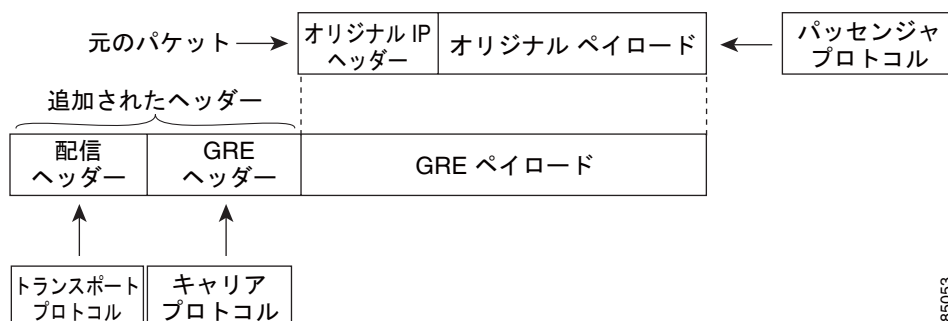 元のパケット
オリジナル IP
ヘッダー
オリジナル ペイロード
パッセンジャ
プロトコル
追加されたヘッダー
配信
ヘッダー
GRE
ヘッダー
GRE ペイロード
トランスポート
プロトコル
キャリア
プロトコル